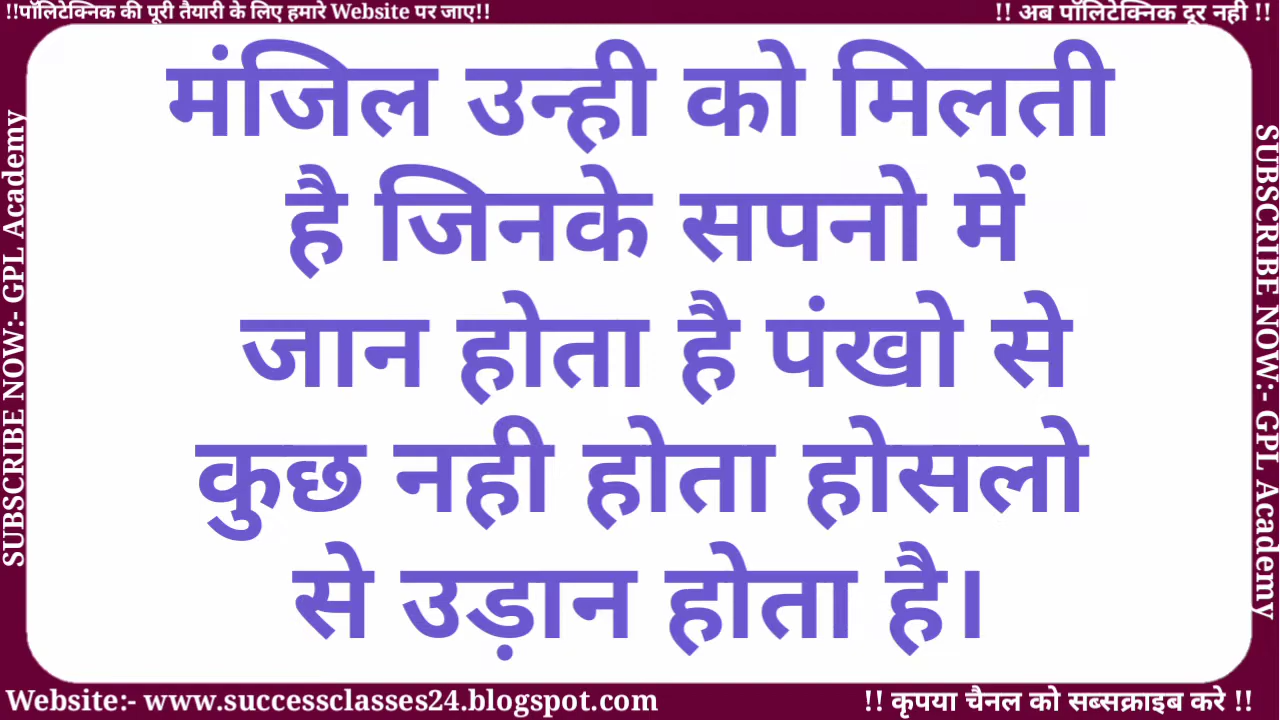 !!पॉलिटेक्निक की पूरी तैयारी के लिए हमारे Website पर जाए!!
!! अब पॉलिटेक्निक दूर नही !!
मंजिल उन्ही को मिलती
है जिनके सपनो में
जान होता है पंखो से
कुछ नही होता होसलो
से उड़ान होता है।
SUBSCRIBE NOW:- GPL Academy
SUBSCRIBE NOW:- GPL Academy
Website:- www.successclasses24.blogspot.com
!! कृपया चैनल को सब्सक्राइब करे !!